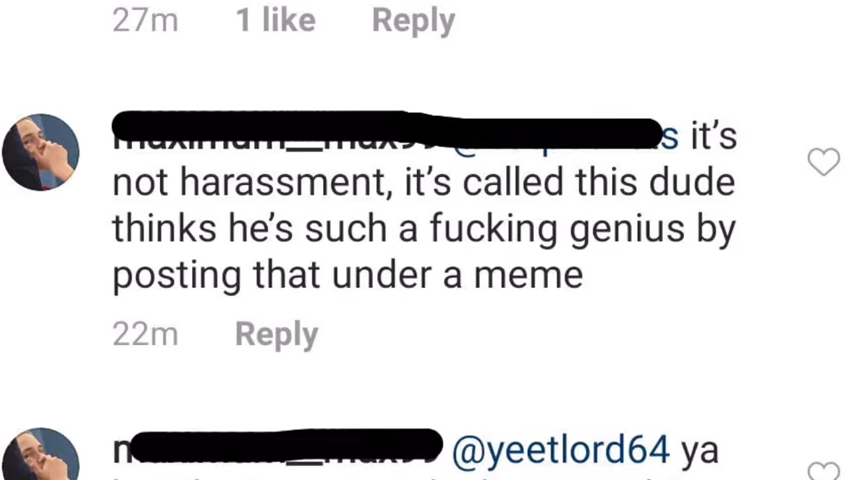 27m 1 like Reply
it's
not harassment, it's called this dude
thinks he's such a fucking genius by
posting that under a meme
22m Reply
@yeetlord64 ya